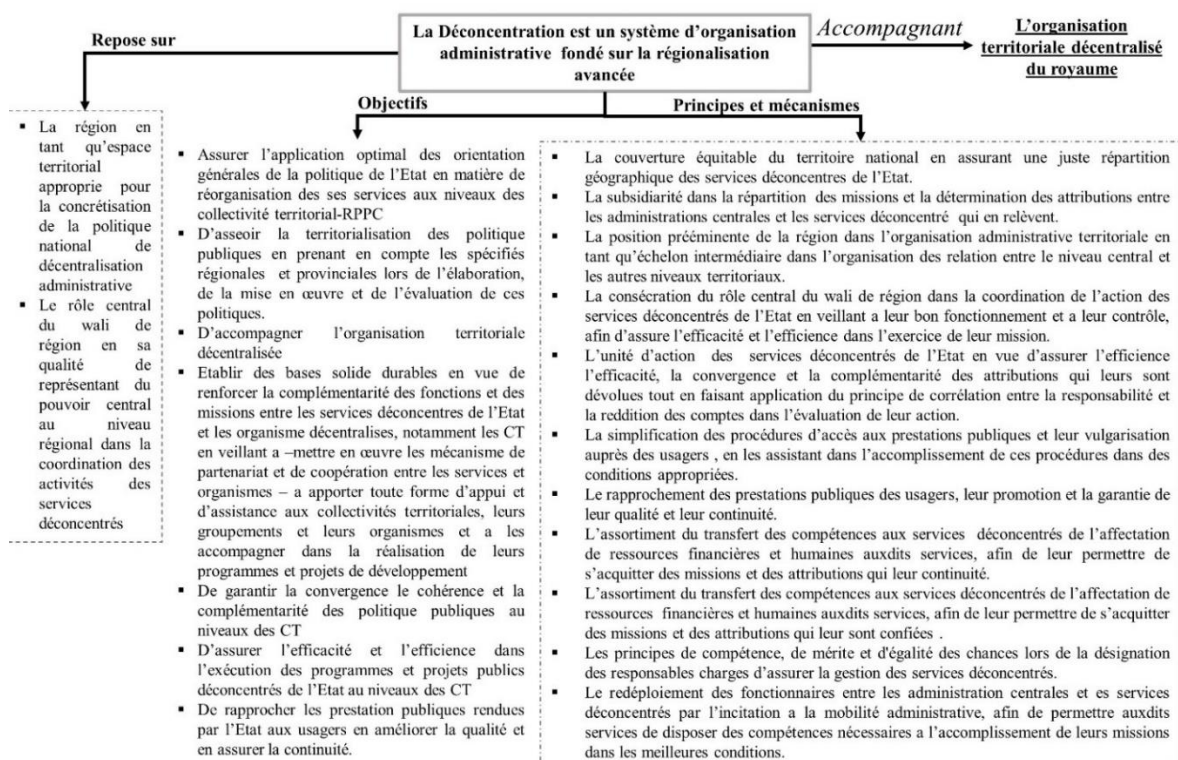 La Déconcentration est un système d'organisation
administrative fondé sur la régionalisation
avancée
Accompagnant
L'organisation
territoriale décentralisé
du royaume
Repose sur
Objectifs
Principes et mécanismes
▪ La région en
tant qu'espace
territorial
approprie pour
la concrétisation
de la politique
national de
décentralisation
administrative
▪ Le rôle central
du wali de
région en sa
qualité de
représentant du
pouvoir central
au niveau
régional dans la
coordination des
activités des
services
déconcentrés
▪ Assurer l'application optimal des orientation
générales de la politique de l'Etat en matière de
réorganisation des ses services aux niveaux des
collectivité territorial-RPPC
▪ D'asseoir la territorialisation des politique
publiques en prenant en compte les spécifiés
régionales et provinciales lors de l'élaboration,
de la mise en œuvre et de l'évaluation de ces
politiques.
▪ D'accompagner l'organisation territoriale
décentralisée
▪ Etablir des bases solide durables en vue de
renforcer la complémentarité des fonctions et des
missions entre les services déconcentres de l'Etat
et les organisme décentralises, notamment les CT
en veillant a –mettre en œuvre les mécanisme de
partenariat et de coopération entre les services et
organismes – a apporter toute forme d'appui et
d'assistance aux collectivités territoriales, leurs
groupements et leurs organismes et a les
accompagner dans la réalisation de leurs
programmes et projets de développement
▪ De garantir la convergence le cohérence et la
complémentarité des politique publiques au
niveaux des CT
▪ D'assurer l'efficacité et l'efficience dans
l'exécution des programmes et projets publics
déconcentrés de l'Etat au niveaux des CT
▪ De rapprocher les prestation publiques rendues
par l'Etat aux usagers en améliorer la qualité et
en assurer la continuité.
▪ La couverture équitable du territoire national en assurant une juste répartition
géographique des services déconcentres de l'Etat.
▪ La subsidiarité dans la répartition des missions et la détermination des attributions entre
les administrations centrales et les services déconcentré qui en relèvent.
▪ La position prééminente de la région dans l'organisation administrative territoriale en
tant qu'échelon intermédiaire dans l'organisation des relation entre le niveau central et
les autres niveaux territoriaux.
▪ La consécration du rôle central du wali de région dans la coordination de l'action des
services déconcentrés de l'Etat en veillant a leur bon fonctionnement et a leur contrôle,
afin d'assure l'efficacité et l'efficience dans l'exercice de leur mission.
▪ L'unité d'action des services déconcentrés de l'Etat en vue d'assurer l'efficience
l'efficacité, la convergence et la complémentarité des attributions qui leurs sont
dévolues tout en faisant application du principe de corrélation entre la responsabilité et
la reddition des comptes dans l'évaluation de leur action.
▪ La simplification des procédures d'accès aux prestations publiques et leur vulgarisation
auprès des usagers , en les assistant dans l'accomplissement de ces procédures dans des
conditions appropriées.
▪ Le rapprochement des prestations publiques des usagers, leur promotion et la garantie de
leur qualité et leur continuité.
▪ L'assortiment du transfert des compétences aux services déconcentrés de l'affectation
de ressources financières et humaines auxdits services, afin de leur permettre de
s'acquitter des missions et des attributions qui leur continuité.
▪ L'assortiment du transfert des compétences aux services déconcentrés de l'affectation de
ressources financières et humaines auxdits services, afin de leur permettre de s'acquitter
des missions et des attributions qui leur sont confiées .
▪ Les principes de compétence, de mérite et d'égalité des chances lors de la désignation
des responsables charges d'assurer la gestion des services déconcentrés.
▪ Le redéploiement des fonctionnaires entre les administration centrales et es services
déconcentrés par l'incitation a la mobilité administrative, afin de permettre auxdits
services de disposer des compétences nécessaires a l'accomplissement de leurs missions
dans les meilleures conditions.